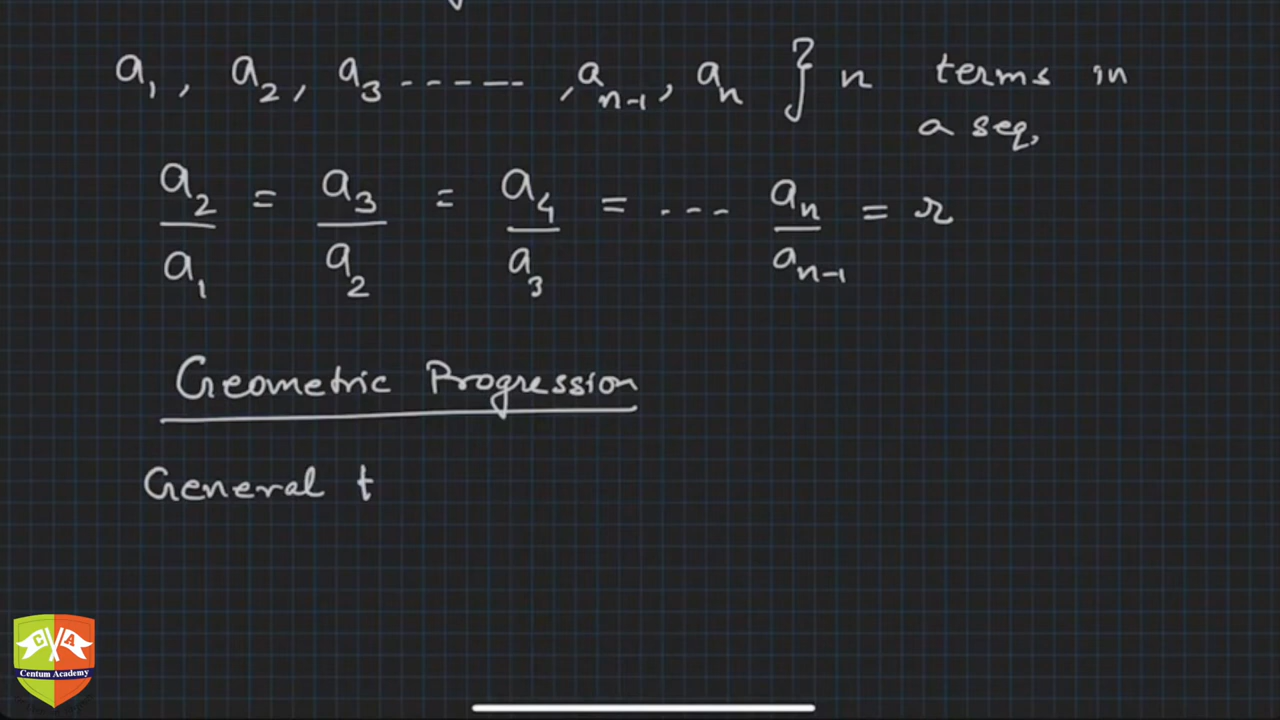 a₁, a₂, a₃ ------ , aₙ₋₁, aₙ } n terms in
a seq.
a₂/a₁ = a₃/a₂ = a₄/a₃ = --- aₙ/aₙ₋₁ = r
Geometric Progression
General t
C A
Centum Academy